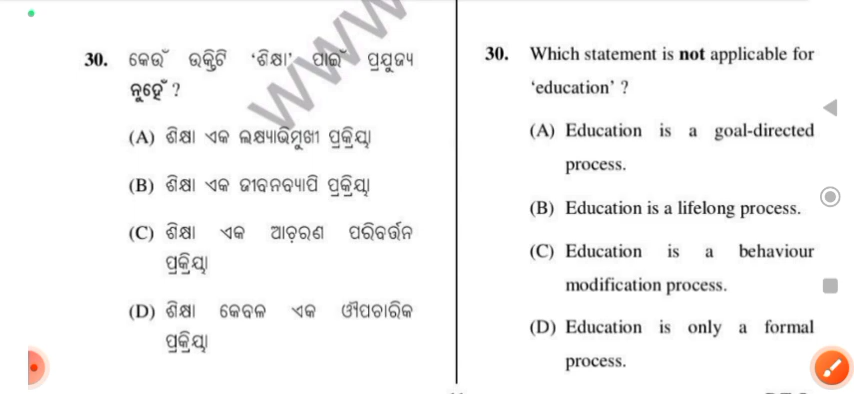 30. କେଉଁ ଉକ୍ତିଟି ‘ଶିକ୍ଷା’ ପାଇଁ ପ୍ରଯୁଜ୍ୟ
ନୁହେଁ ?
(A) ଶିକ୍ଷା ଏକ ଲକ୍ଷ୍ୟାଭିମୁଖୀ ପ୍ରକ୍ରିୟା
(B) ଶିକ୍ଷା ଏକ ଜୀବନବ୍ୟାପି ପ୍ରକ୍ରିୟା
(C) ଶିକ୍ଷା ଏକ ଆଚରଣ ପରିବର୍ତ୍ତନ
ପ୍ରକ୍ରିୟା
(D) ଶିକ୍ଷା କେବଳ ଏକ ଔପଚାରିକ
ପ୍ରକ୍ରିୟା
30. Which statement is not applicable for
‘education’ ?
(A) Education is a goal-directed
process.
(B) Education is a lifelong process.
(C) Education is a behaviour
modification process.
(D) Education is only a formal
process.
www